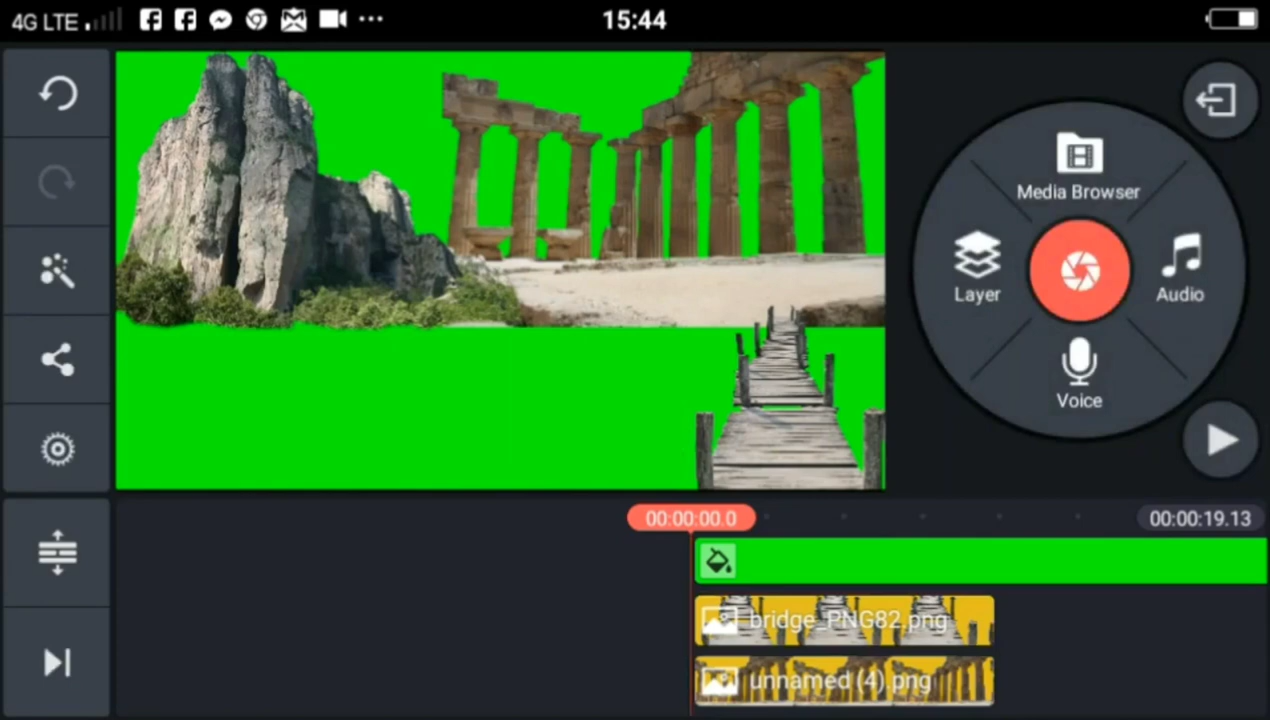 4G LTE
15:44
Media Browser
Layer
Audio
Voice
00:00:00.0
00:00:19.13
bridge_PNG82.png
unnamed (4).png